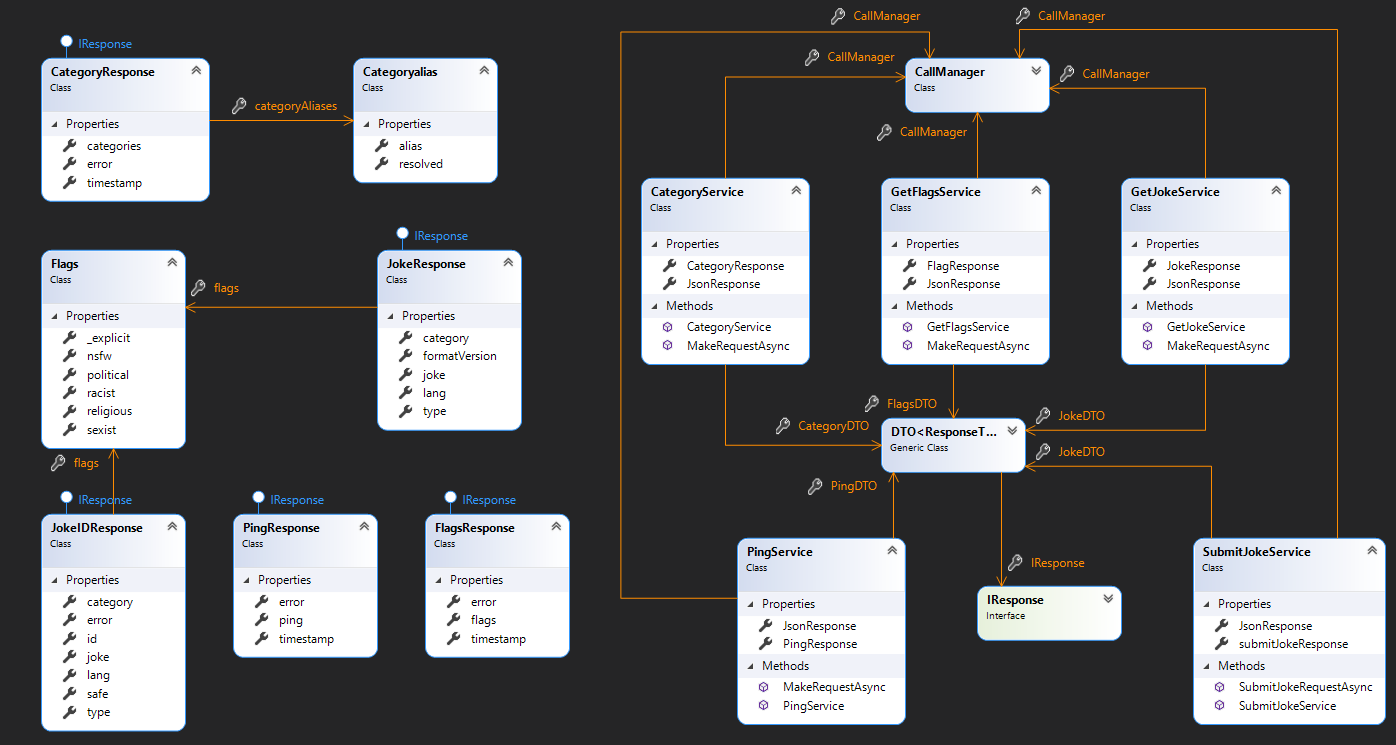 IResponse
CategoryResponse
Class
Properties
categories
error
timestamp
categoryAliases
Categoryalias
Class
Properties
alias
resolved
Flags
Class
Properties
_explicit
nsfw
political
racist
religious
sexist
flags
IResponse
JokeResponse
Class
Properties
category
formatVersion
joke
lang
type
flags
IResponse
JokeIDResponse
Class
Properties
category
error
id
joke
lang
safe
type
IResponse
PingResponse
Class
Properties
error
ping
timestamp
IResponse
FlagsResponse
Class
Properties
error
flags
timestamp
CallManager
CallManager
CallManager
CallManager
Class
CallManager
CallManager
CategoryService
Class
Properties
CategoryResponse
JsonResponse
Methods
CategoryService
MakeRequestAsync
GetFlagsService
Class
Properties
FlagResponse
JsonResponse
Methods
GetFlagsService
MakeRequestAsync
GetJokeService
Class
Properties
JokeResponse
JsonResponse
Methods
GetJokeService
MakeRequestAsync
FlagsDTO
CategoryDTO
JokeDTO
DTO<ResponseT...
Generic Class
JokeDTO
PingDTO
PingService
Class
Properties
JsonResponse
PingResponse
Methods
MakeRequestAsync
PingService
IResponse
IResponse
Interface
SubmitJokeService
Class
Properties
JsonResponse
submitJokeResponse
Methods
SubmitJokeRequestAsync
SubmitJokeService